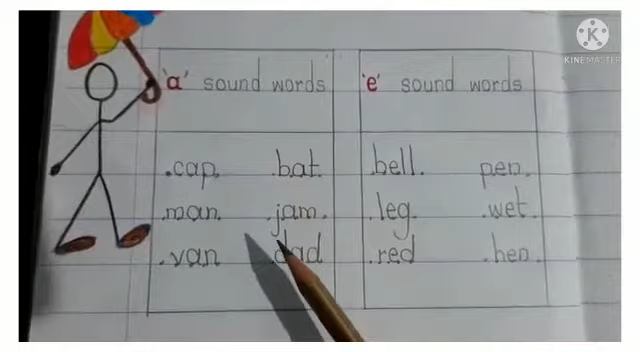 K
KINEMASTER
'a' sound words 'e' sound words
.cap. .bat. .bell. pen.
.man. .jam. .leg. .wet.
.van .dad .red .hen.